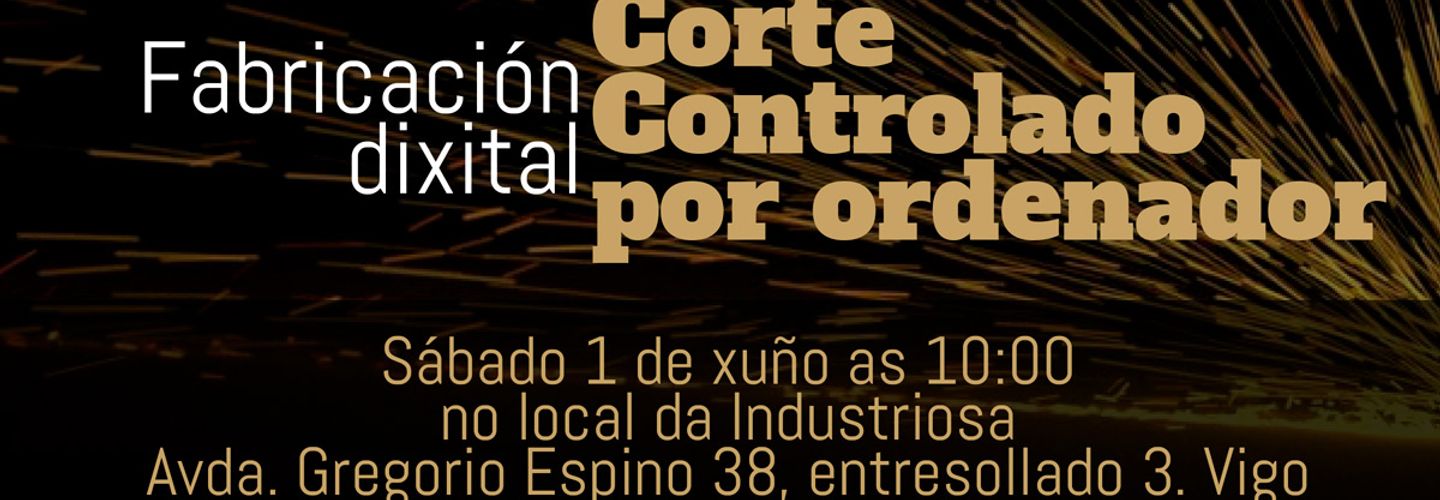 Fabricación
dixital
Corte
Controlado
por ordenador
Sábado 1 de xuño as 10:00
no local da Industriosa
Avda. Gregorio Espino 38, entresollado 3. Vigo